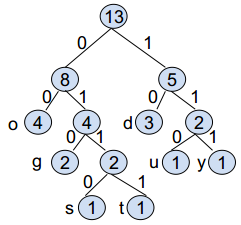 13
0 1
8 5
0 1 0 1
o 4 4 d 3 2
0 1 0 1
g 2 2 u 1 y 1
0 1
s 1 t 1